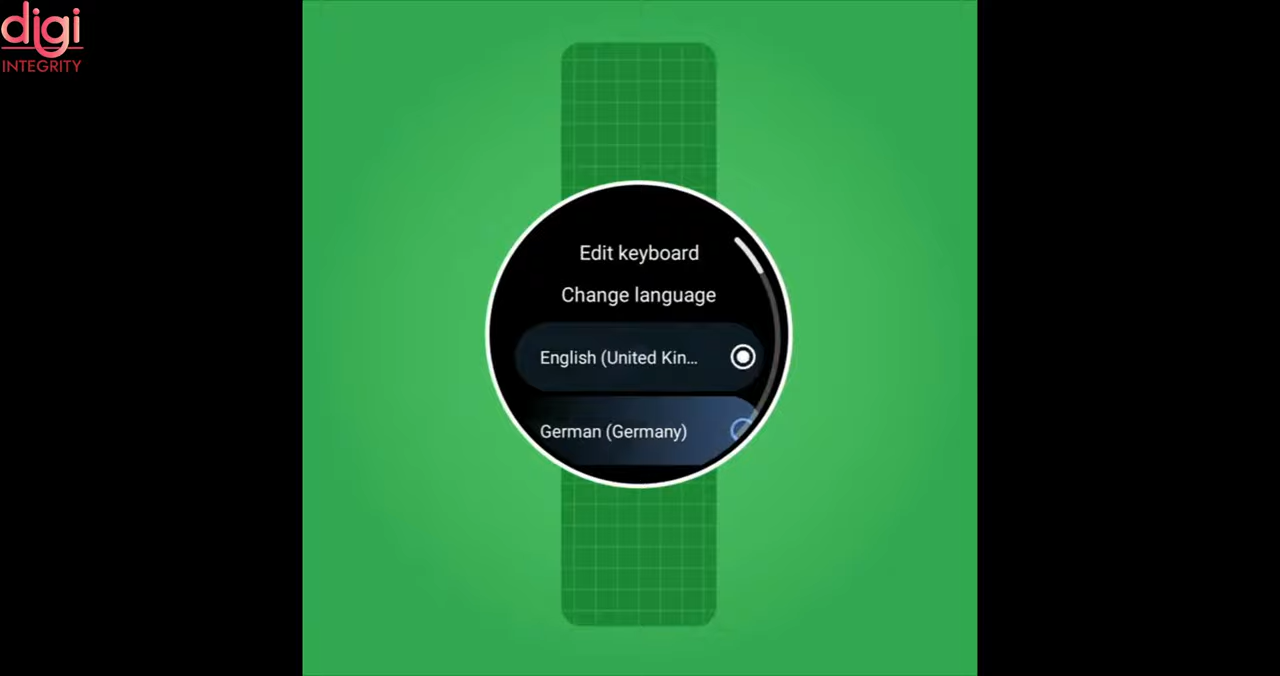 digi
INTEGRITY
Edit keyboard
Change language
English (United Kin...
German (Germany)